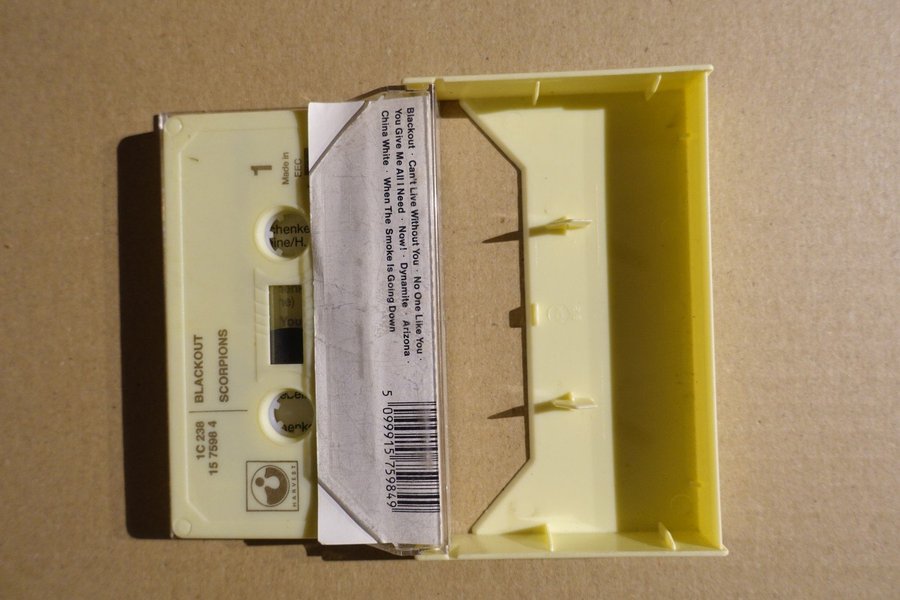 1
Made in
EEC
BLACKOUT
SCORPIONS
1C 238
15 7598 4
HARVEST
Blackout · Can't Live Without You · No One Like You ·
You Give Me All I Need · Now! · Dynamite · Arizona ·
China White · When The Smoke Is Going Down
5 099915 759849